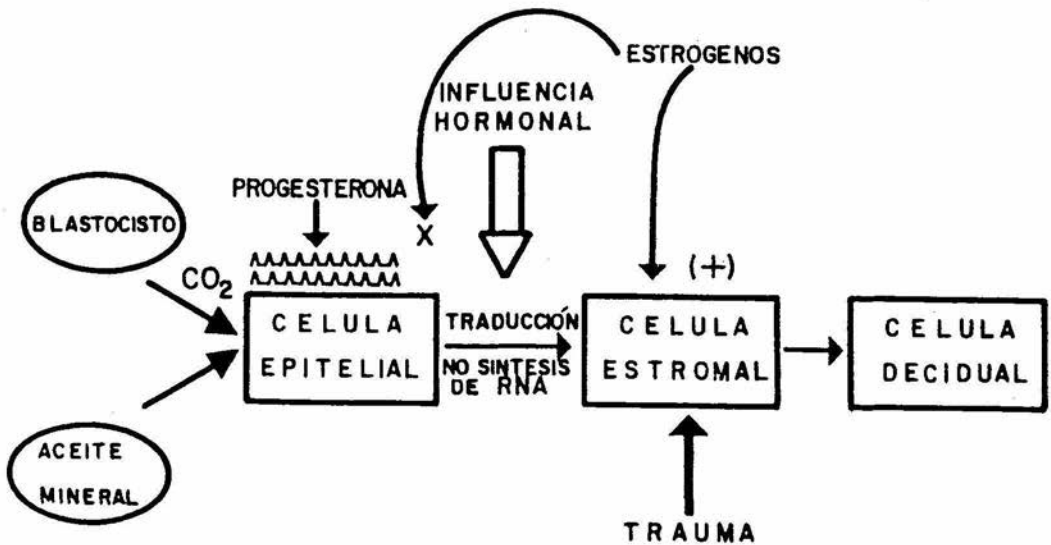 ESTRÓGENOS
INFLUENCIA
HORMONAL
PROGESTERONA
X
BLASTOCISTO
CO2
(+)
CELULA
EPITELIAL
TRADUCCIÓN
NO SINTESIS
DE RNA
CELULA
ESTROMAL
CELULA
DECIDUAL
ACEITE
MINERAL
TRAUMA